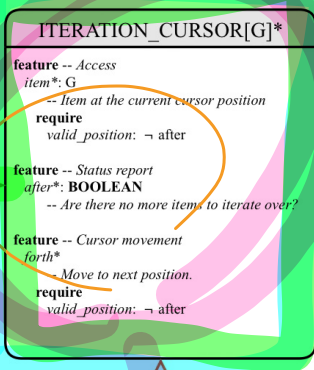 ITERATION_CURSOR[G]*
feature -- Access
item*: G
-- Item at the current cursor position
require
valid_position: ¬ after
feature -- Status report
after*: BOOLEAN
-- Are there no more items to iterate over?
feature -- Cursor movement
forth*
-- Move to next position.
require
valid_position: ¬ after